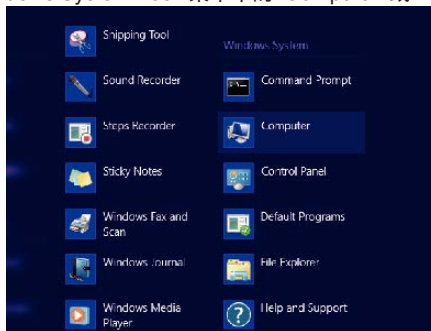 Snipping Tool
Sound Recorder
Steps Recorder
Sticky Notes
Windows Fax and
Scan
Windows Journal
Windows Media
Player
Windows System
Command Prompt
Computer
Control Panel
Default Programs
File Explorer
Help and Support